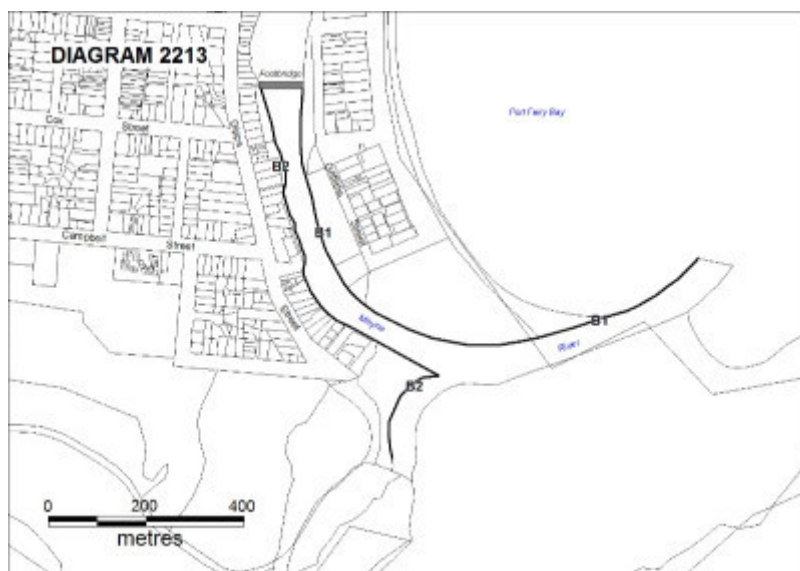 DIAGRAM 2213
Footbridge
Port Fairy Bay
Cox
Street
B2
B1
Campbell
Street
Street
Moyne
B1
River
B2
0 200 400
metres